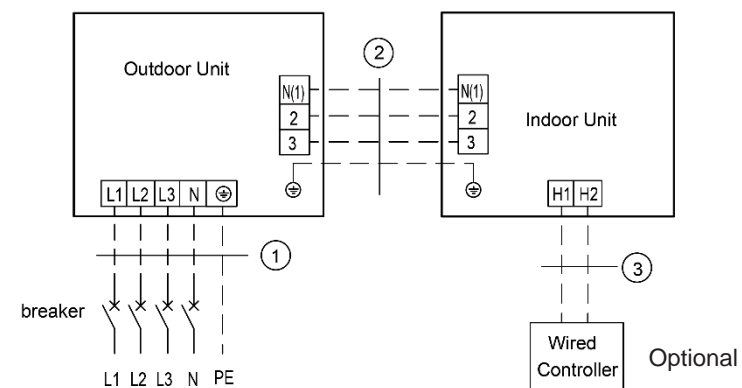 Outdoor Unit
N(1)
2
3
L1 L2 L3 N
2
N(1)
2
3
Indoor Unit
H1 H2
1
breaker
L1 L2 L3 N PE
3
Wired
Controller
Optional